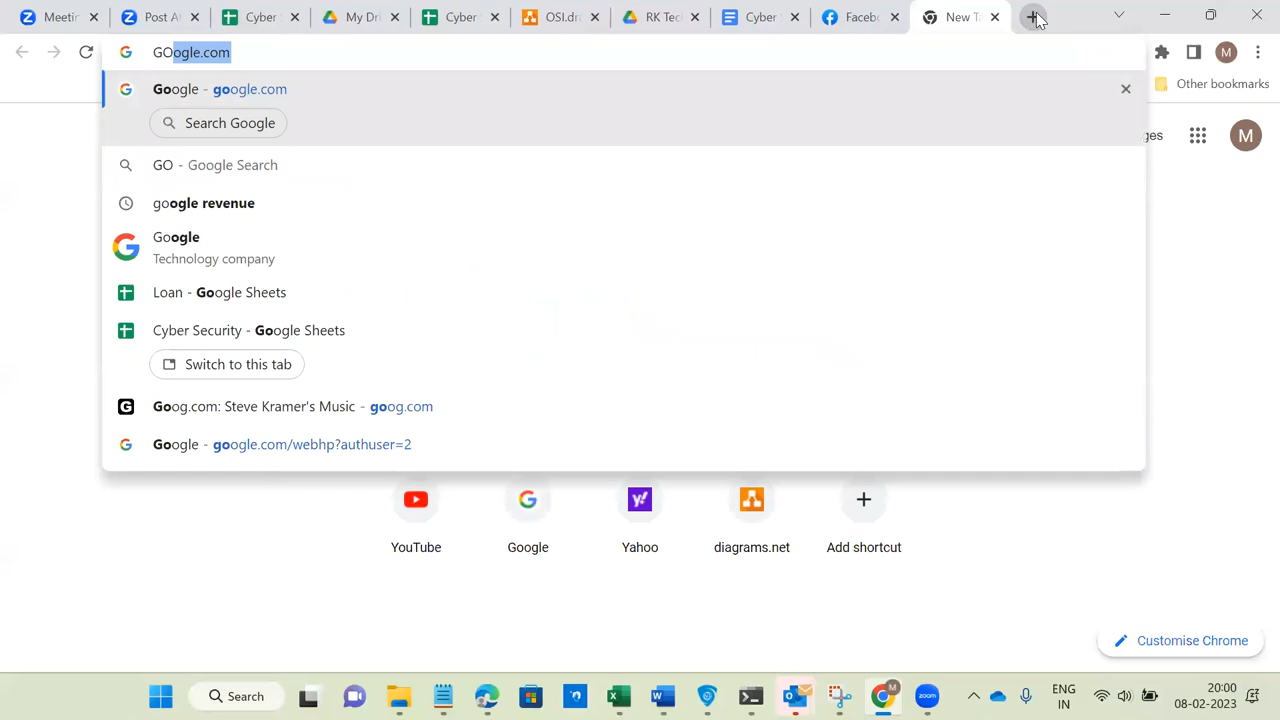 Meetin
Post A
Cyber
My Dri
Cyber
OSI.dr
RK Tec
Cyber
Facebo
New T
GOogle.com
Google - google.com
Search Google
GO - Google Search
google revenue
Google
Technology company
Loan - Google Sheets
Cyber Security - Google Sheets
Switch to this tab
Goog.com: Steve Kramer's Music - goog.com
Google - google.com/webhp?authuser=2
M
Other bookmarks
ges
M
YouTube
Google
Yahoo
diagrams.net
Add shortcut
Customise Chrome
Search
zoom
ENG
IN
20:00
08-02-2023